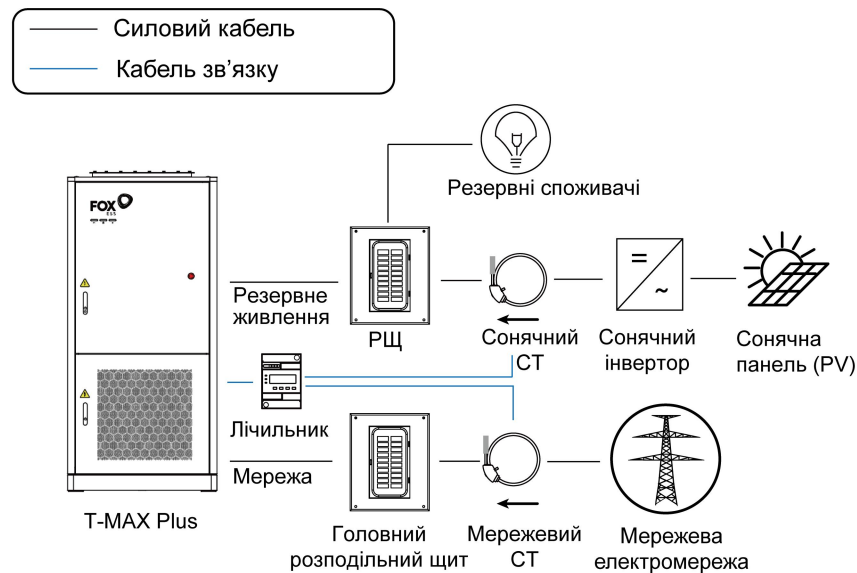 Силовий кабель
Кабель зв’язку
Резервні споживачі
FOX
ESS
Резервне
живлення
РЩ
Сонячний
СТ
Сонячний
інвертор
Сонячна
панель (PV)
Лічильник
Мережа
T-MAX Plus
Головний
розподільний щит
Мережевий
СТ
Мережева
електромережа